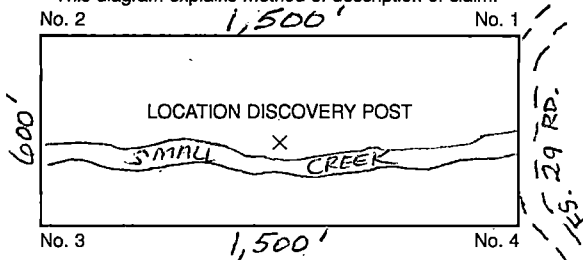 This diagram explains method of description of claim.
No. 2 1,500' No. 1
600'
LOCATION DISCOVERY POST
×
SMALL CREEK
29 RD.
No. 3 1,500' No. 4